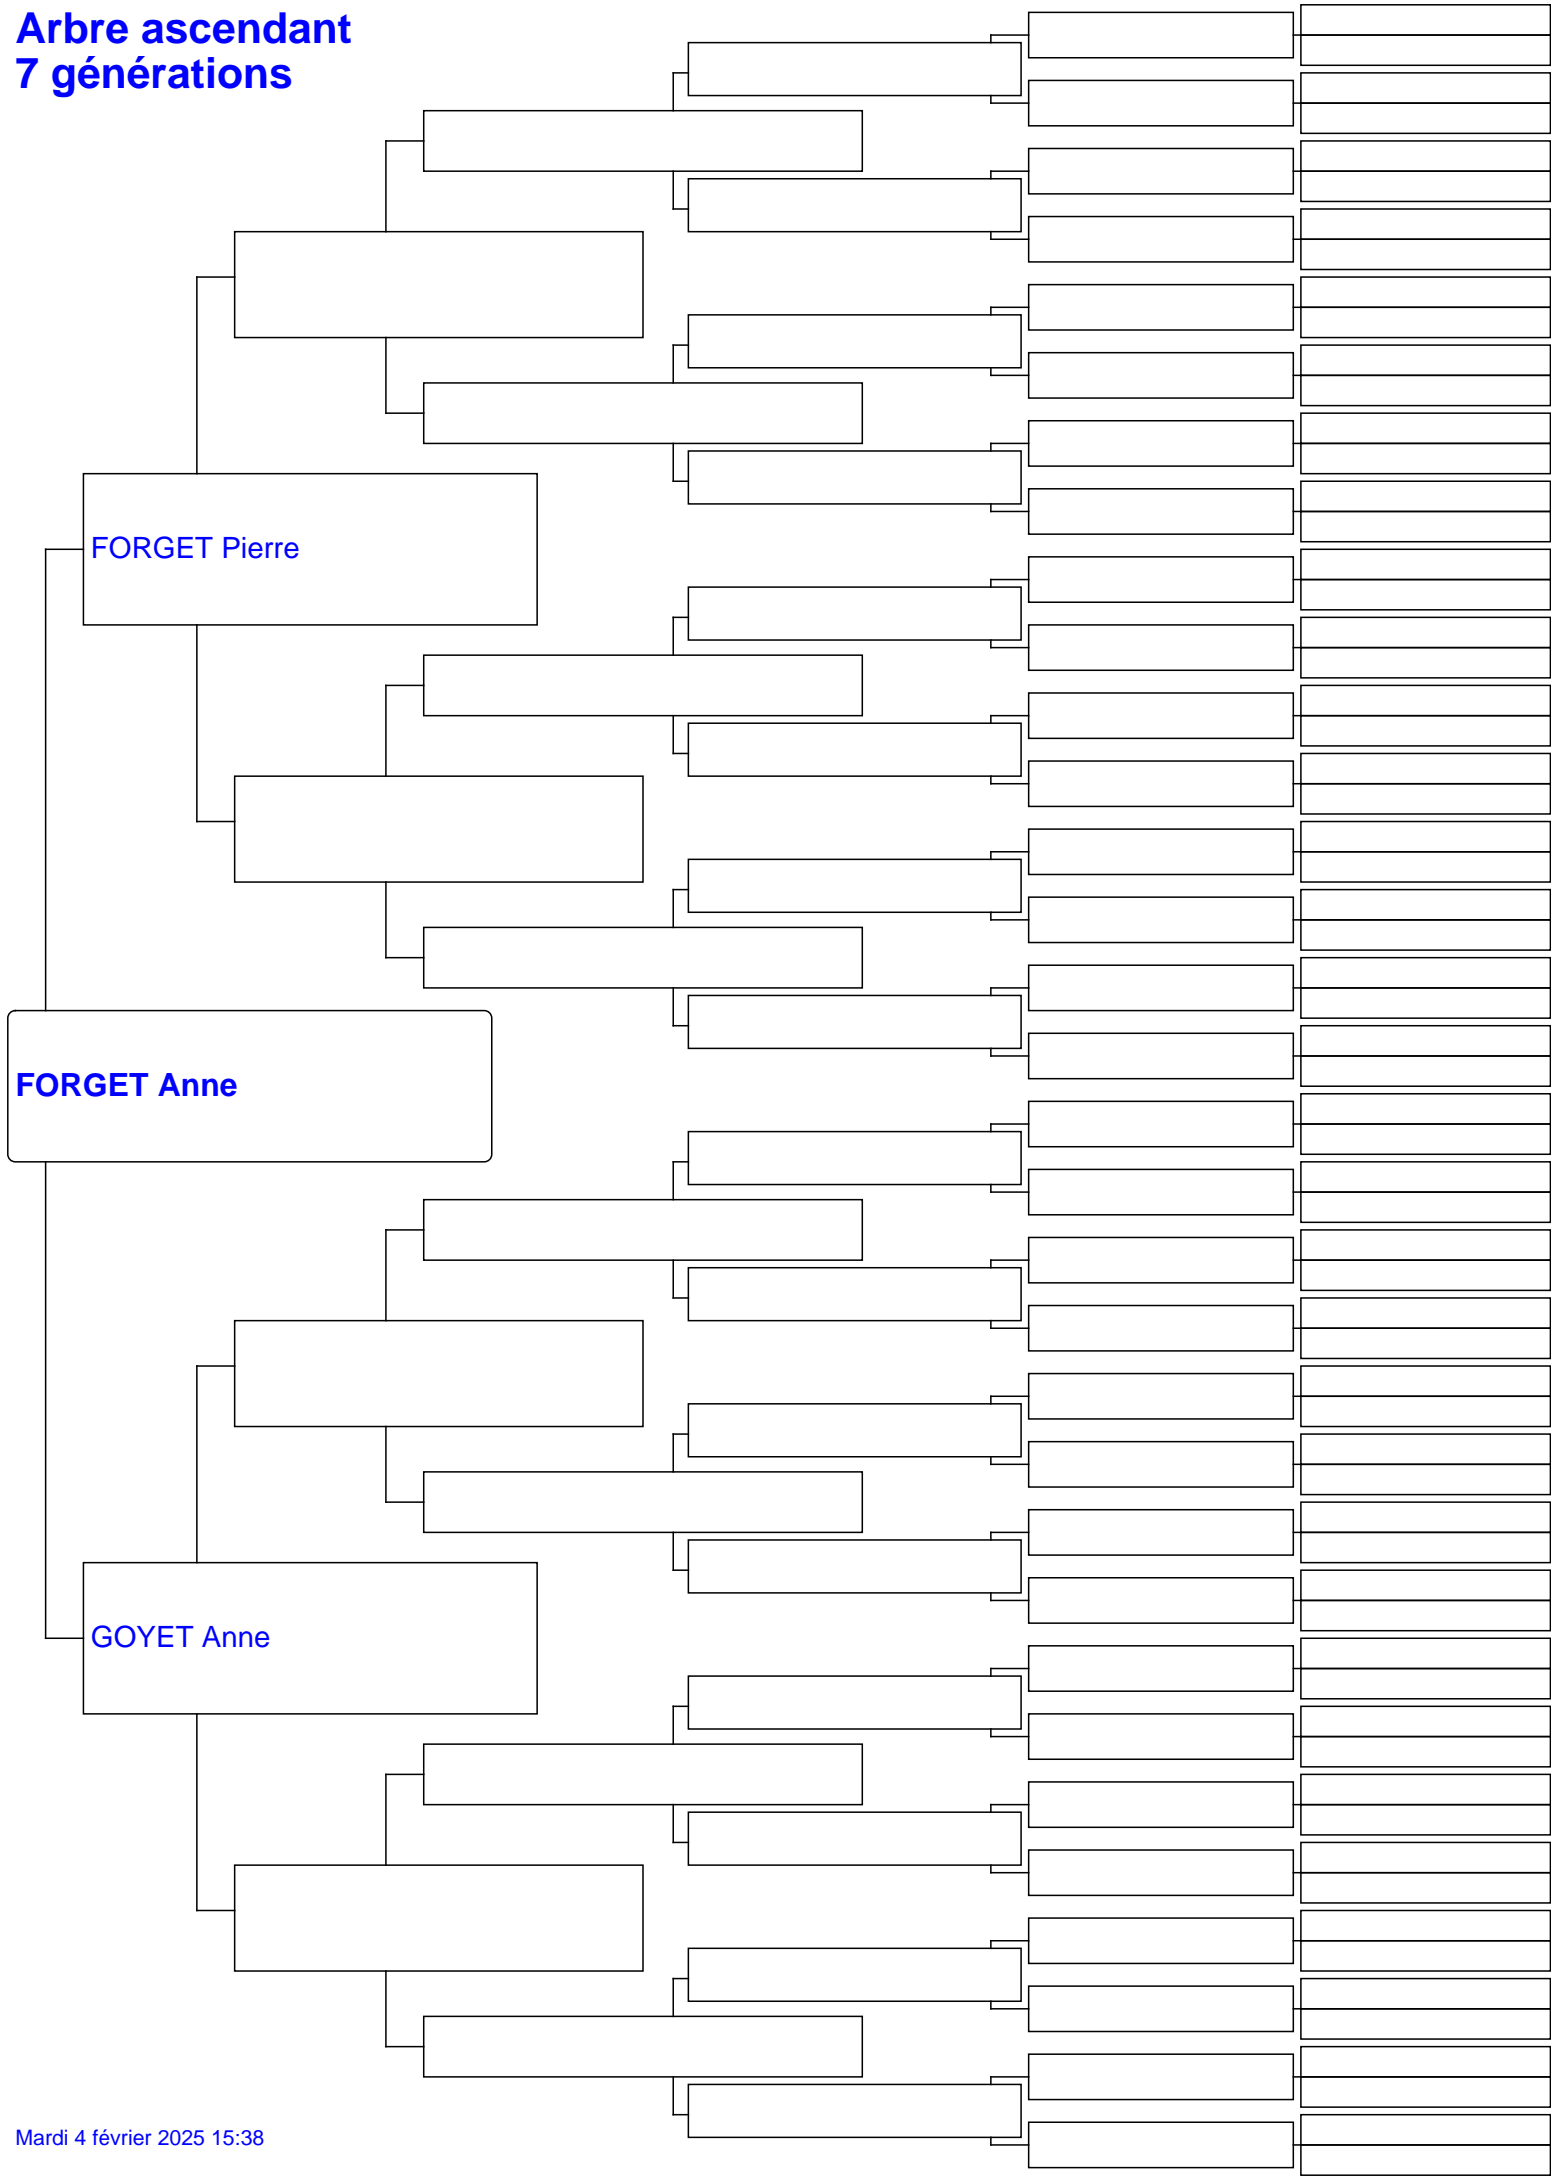 Arbre ascendant
7 générations
FORGET Pierre
FORGET Anne
GOYET Anne
Mardi 4 février 2025 15:38